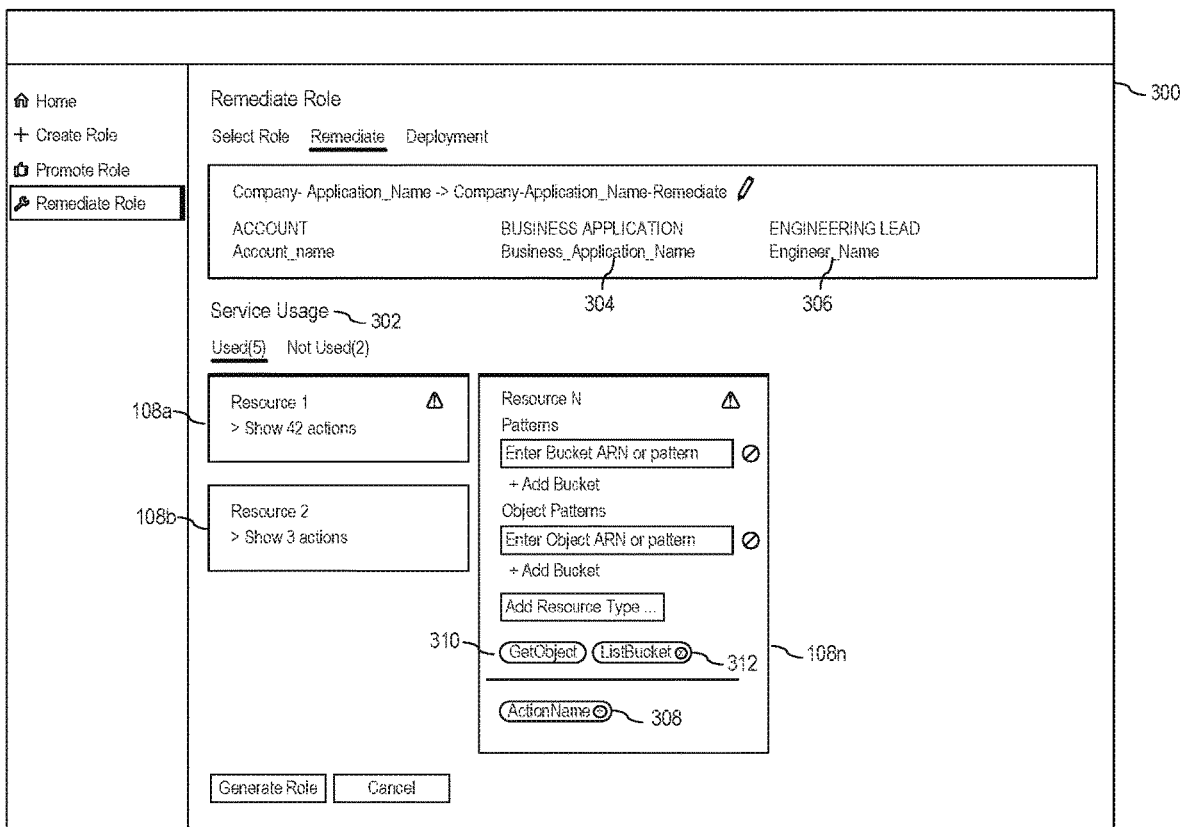 300
Home
+ Create Role
Promote Role
Remediate Role
Remediate Role
Select Role Remediate Deployment
Company- Application_Name -> Company-Application_Name-Remediate
ACCOUNT BUSINESS APPLICATION ENGINEERING LEAD
Account_name Business_Application_Name Engineer_Name
304 306
Service Usage 302
Used(5) Not Used(2)
108a
Resource 1
> Show 42 actions
108b
Resource 2
> Show 3 actions
Resource N
Patterns
Enter Bucket ARN or pattern
+ Add Bucket
Object Patterns
Enter Object ARN or pattern
+ Add Bucket
Add Resource Type ...
310 GetObject ListBucket 312 108n
ActionName 308
Generate Role Cancel